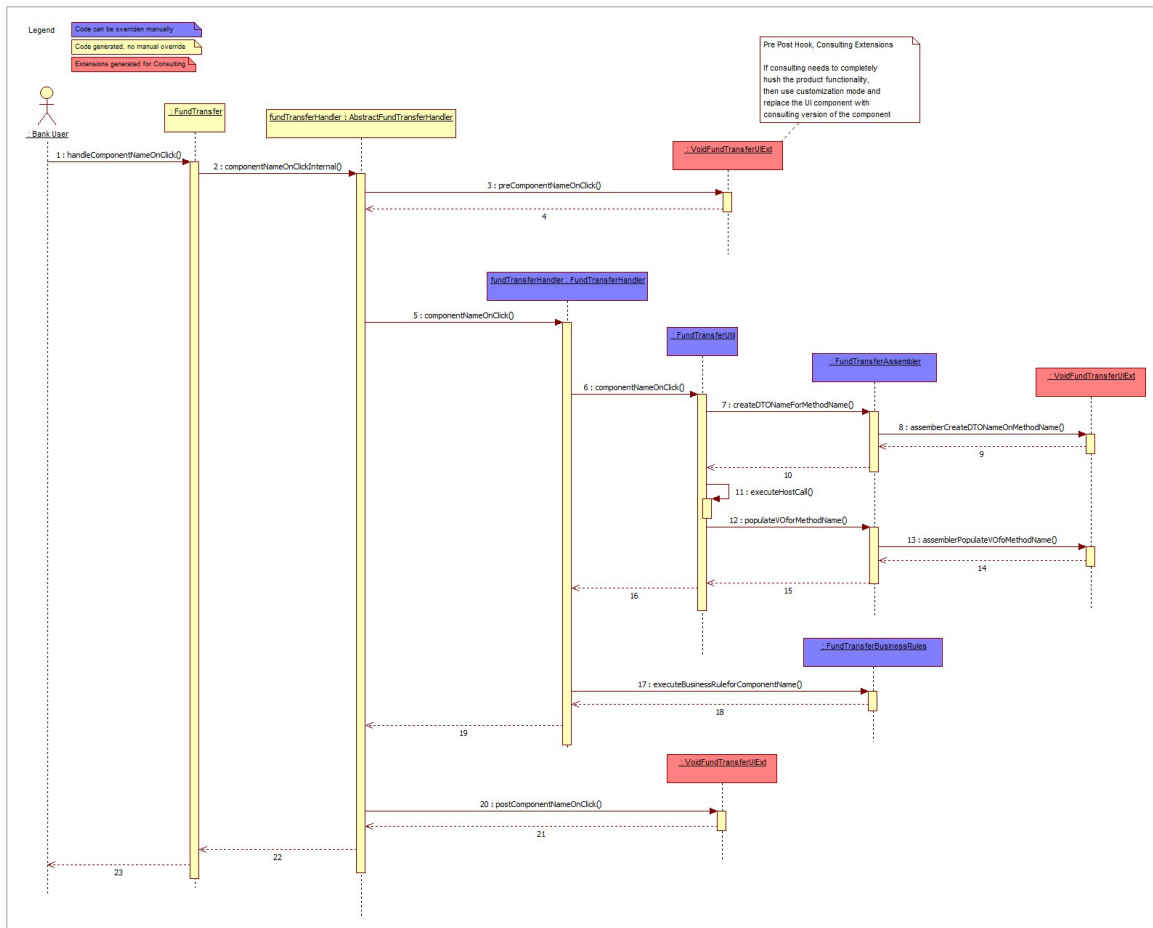 Legend
Code can be overriden manually
Code generated, no manual override
Extensions generated for Consulting
Pre Post Hook, Consulting Extensions
If consulting needs to completely
hush the product functionality,
then use customization mode and
replace the UI component with
consulting version of the component
: Bank User
: FundTransfer
fundTransferHandler : AbstractFundTransferHandler
: VoidFundTransferUIExt
1 : handleComponentNameOnClick()
2 : componentNameOnClickInternal()
3 : preComponentNameOnClick()
4
fundTransferHandler : FundTransferHandler
5 : componentNameOnClick()
: FundTransferUtil
: FundTransferAssembler
: VoidFundTransferUIExt
6 : componentNameOnClick()
7 : createDTONameForMethodName()
8 : assemberCreateDTONameOnMethodName()
9
10
11 : executeHostCall()
12 : populateVOforMethodName()
13 : assemblerPopulateVOfoMethodName()
14
15
16
: FundTransferBusinessRules
17 : executeBusinessRuleforComponentName()
18
19
: VoidFundTransferUIExt
20 : postComponentNameOnClick()
21
22
23